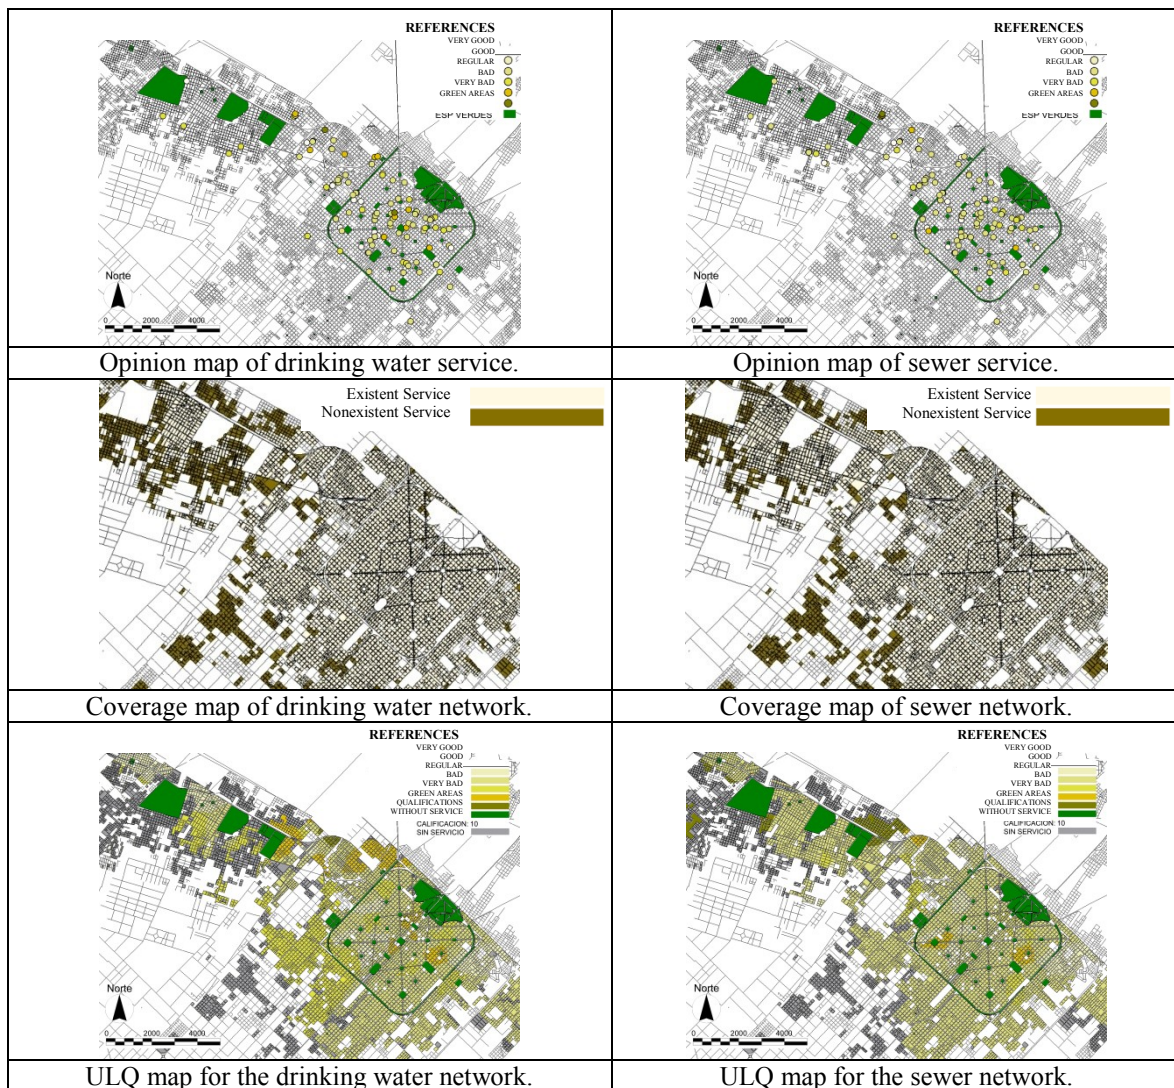 REFERENCES
VERY GOOD
GOOD
REGULAR
BAD
VERY BAD
GREEN AREAS
ESP VERDES
Norte
0 2000 4000
Opinion map of drinking water service.
REFERENCES
VERY GOOD
GOOD
REGULAR
BAD
VERY BAD
GREEN AREAS
ESP VERDES
Norte
0 2000 4000
Opinion map of sewer service.
Existent Service
Nonexistent Service
Coverage map of drinking water network.
Existent Service
Nonexistent Service
Coverage map of sewer network.
REFERENCES
VERY GOOD
GOOD
REGULAR
BAD
VERY BAD
GREEN AREAS
QUALIFICATIONS
WITHOUT SERVICE
CALIFICACION: 10
SIN SERVICIO
Norte
0 2000 4000
ULQ map for the drinking water network.
REFERENCES
VERY GOOD
GOOD
REGULAR
BAD
VERY BAD
GREEN AREAS
QUALIFICATIONS
WITHOUT SERVICE
CALIFICACION: 10
SIN SERVICIO
Norte
0 2000 4000
ULQ map for the sewer network.